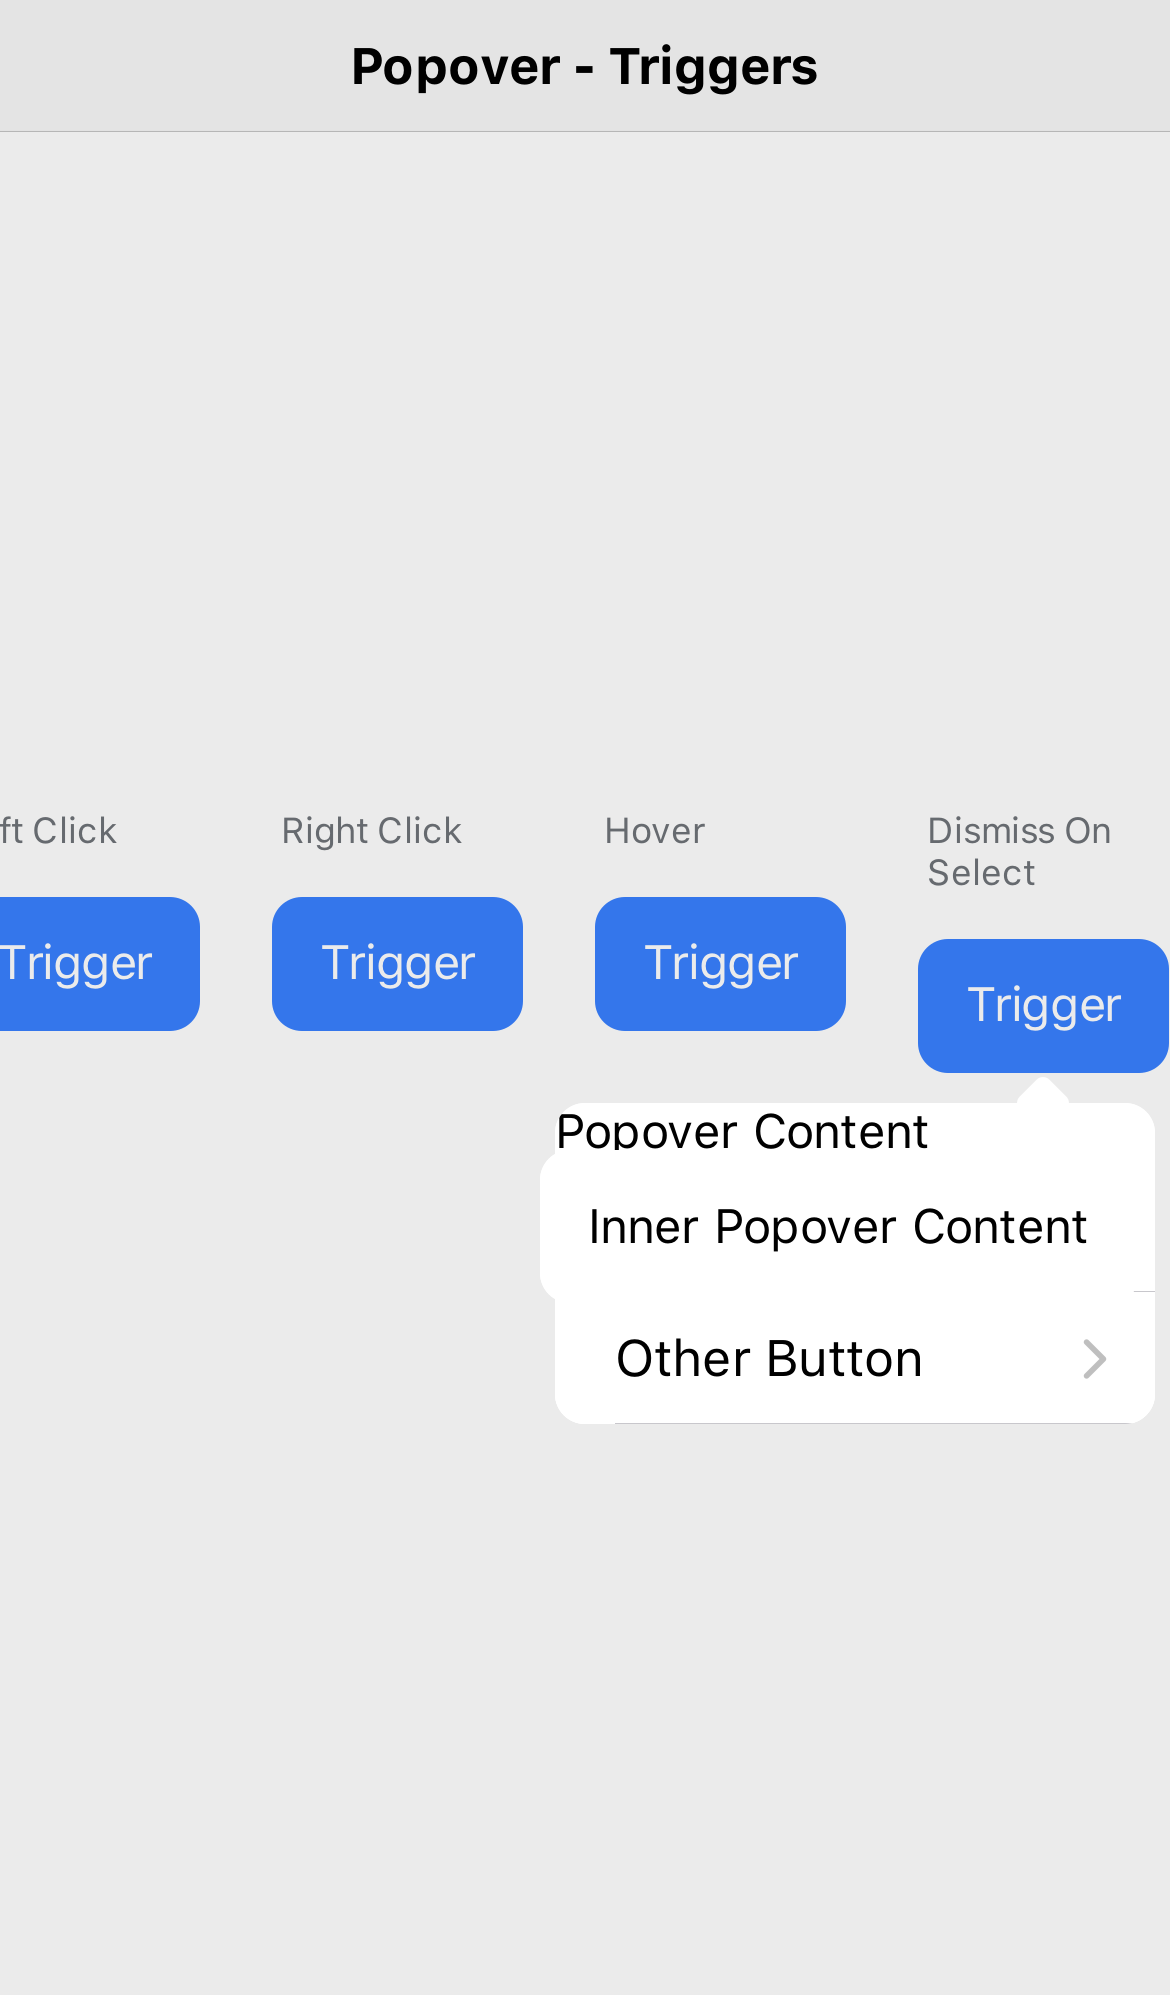 Popover - Triggers
ft Click
Right Click
Hover
Dismiss On
Select
Trigger
Trigger
Trigger
Trigger
Popover Content
Inner Popover Content
Other Button